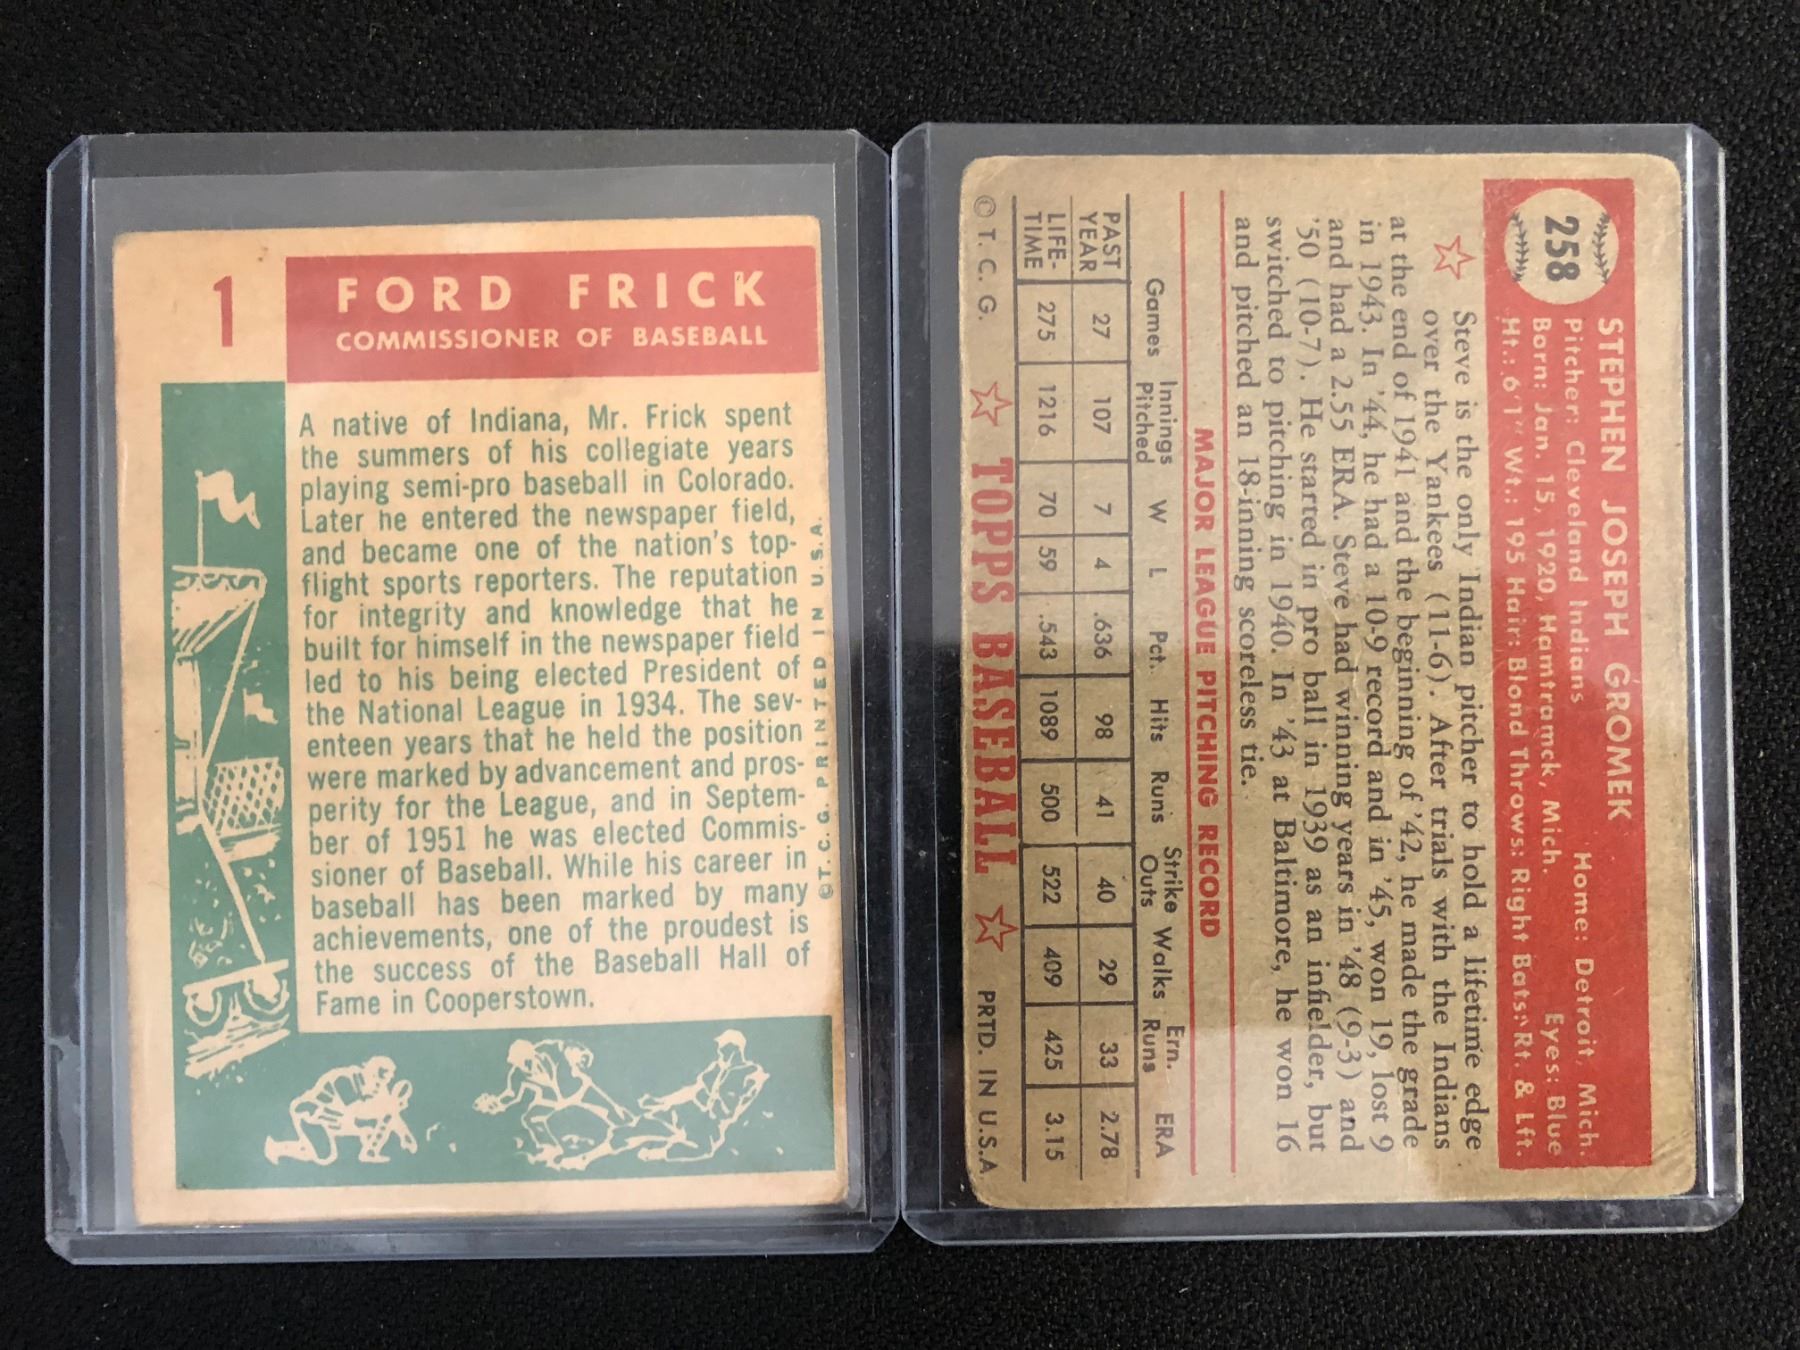 1
FORD FRICK
COMMISSIONER OF BASEBALL
A native of Indiana, Mr. Frick spent
the summers of his collegiate years
playing semi-pro baseball in Colorado.
Later he entered the newspaper field,
and became one of the nation's top-
flight sports reporters. The reputation
for integrity and knowledge that he
built for himself in the newspaper field
led to his being elected President of
the National League in 1934. The sev-
enteen years that he held the position
were marked by advancement and pros-
perity for the League, and in Septem-
ber of 1951 he was elected Commis-
sioner of Baseball. While his career in
baseball has been marked by many
achievements, one of the proudest is
the success of the Baseball Hall of
Fame in Cooperstown.
©T.C.G. PRINTED IN U.S.A.
258
STEPHEN JOSEPH GROMEK
Pitcher: Cleveland Indians Home: Detroit, Mich.
Born: Jan. 15, 1920, Hamtramck, Mich. Eyes: Blue
Ht.: 6'1" Wt.: 195 Hair: Blond Throws: Right Bats: Rt. & Lft.
Steve is the only Indian pitcher to hold a lifetime edge
over the Yankees (11-6). After trials with the Indians
at the end of 1941 and the beginning of '42, he made the grade
in 1943. In '44, he had a 10-9 record and in '45, won 19, lost 9
and had a 2.55 ERA. Steve had winning years in '48 (9-3) and
'50 (10-7). He started in pro ball in 1939 as an infielder, but
switched to pitching in 1940. In '43 at Baltimore, he won 16
and pitched an 18-inning scoreless tie.
MAJOR LEAGUE PITCHING RECORD
Games Innings Pitched W L Pct. Hits Runs Strike Outs Walks Ern. Runs ERA
PAST YEAR 27 107 7 4 .636 98 41 40 29 33 2.78
LIFE-TIME 275 1216 70 59 .543 1089 500 522 409 425 3.15
© T. C. G. TOPPS BASEBALL PRTD. IN U.S.A.